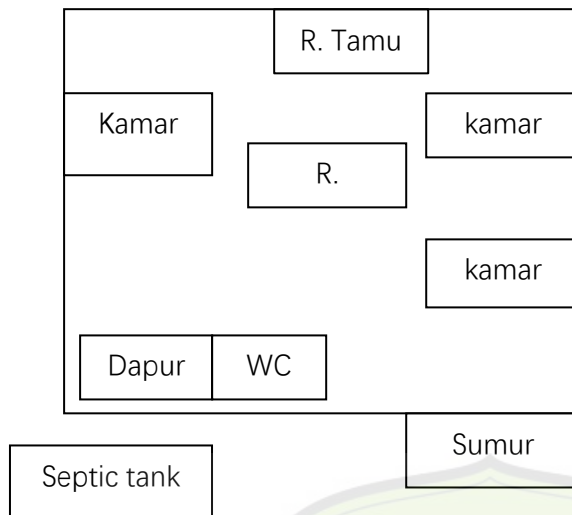 R. Tamu
Kamar
kamar
R.
kamar
Dapur
WC
Sumur
Septic tank